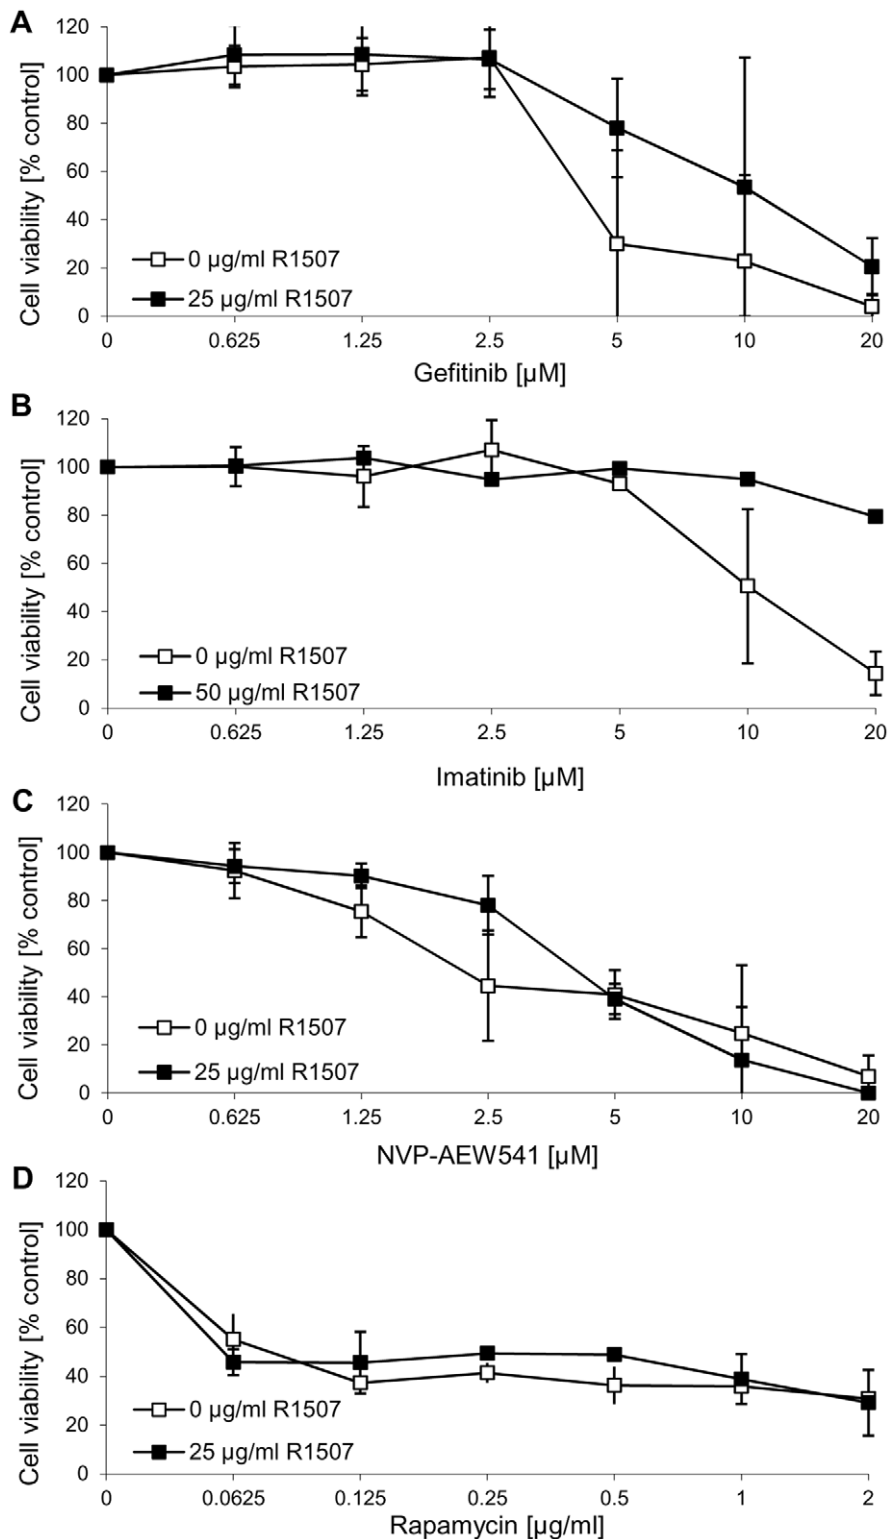 A
Cell viability [% control]
120
100
80
60
40
20
0
0 µg/ml R1507
25 µg/ml R1507
0 0.625 1.25 2.5 5 10 20
Gefitinib [µM]
B
Cell viability [% control]
120
100
80
60
40
20
0
0 µg/ml R1507
50 µg/ml R1507
0 0.625 1.25 2.5 5 10 20
Imatinib [µM]
C
Cell viability [% control]
120
100
80
60
40
20
0
0 µg/ml R1507
25 µg/ml R1507
0 0.625 1.25 2.5 5 10 20
NVP-AEW541 [µM]
D
Cell viability [% control]
120
100
80
60
40
20
0
0 µg/ml R1507
25 µg/ml R1507
0 0.0625 0.125 0.25 0.5 1 2
Rapamycin [µg/ml]